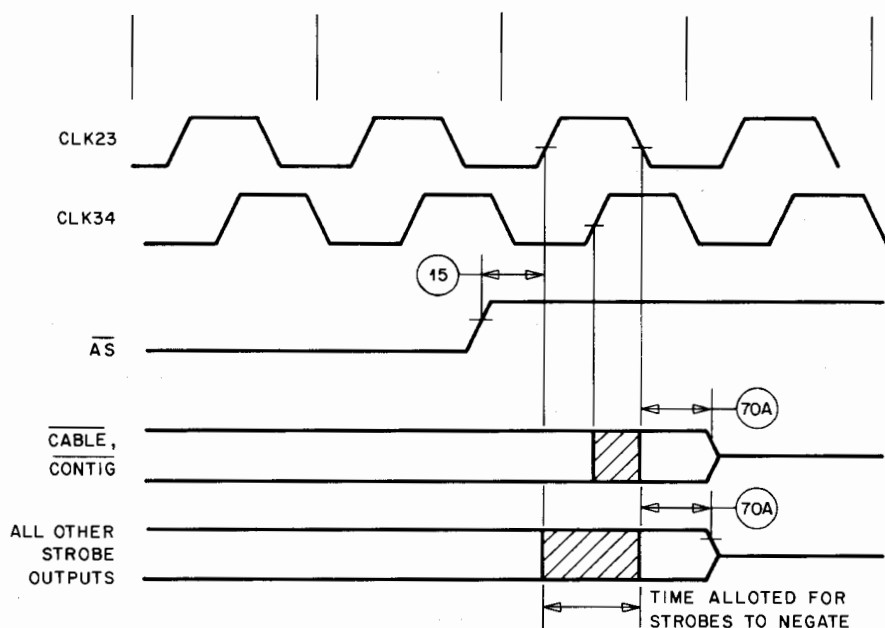 CLK23
CLK34
15
AS
70A
CABLE,
CONTIG
70A
ALL OTHER
STROBE
OUTPUTS
TIME ALLOTED FOR
STROBES TO NEGATE